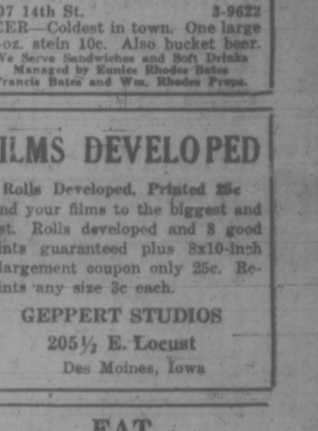 07 14th St. 3-9622
EER—Coldest in town. One large
-oz. stein 10c. Also bucket beer.
We Serve Sandwiches and Soft Drinks
Managed by Eunice Rhodes Bates
Francis Bates and Wm. Rhodes Props.
ILMS DEVELOPED
Rolls Developed, Printed 25c
nd your films to the biggest and
st. Rolls developed and 8 good
ints guaranteed plus 8x10-inch
largement coupon only 25c. Re-
ints any size 3c each.
GEPPERT STUDIOS
205½ E. Locust
Des Moines, Iowa
EAT